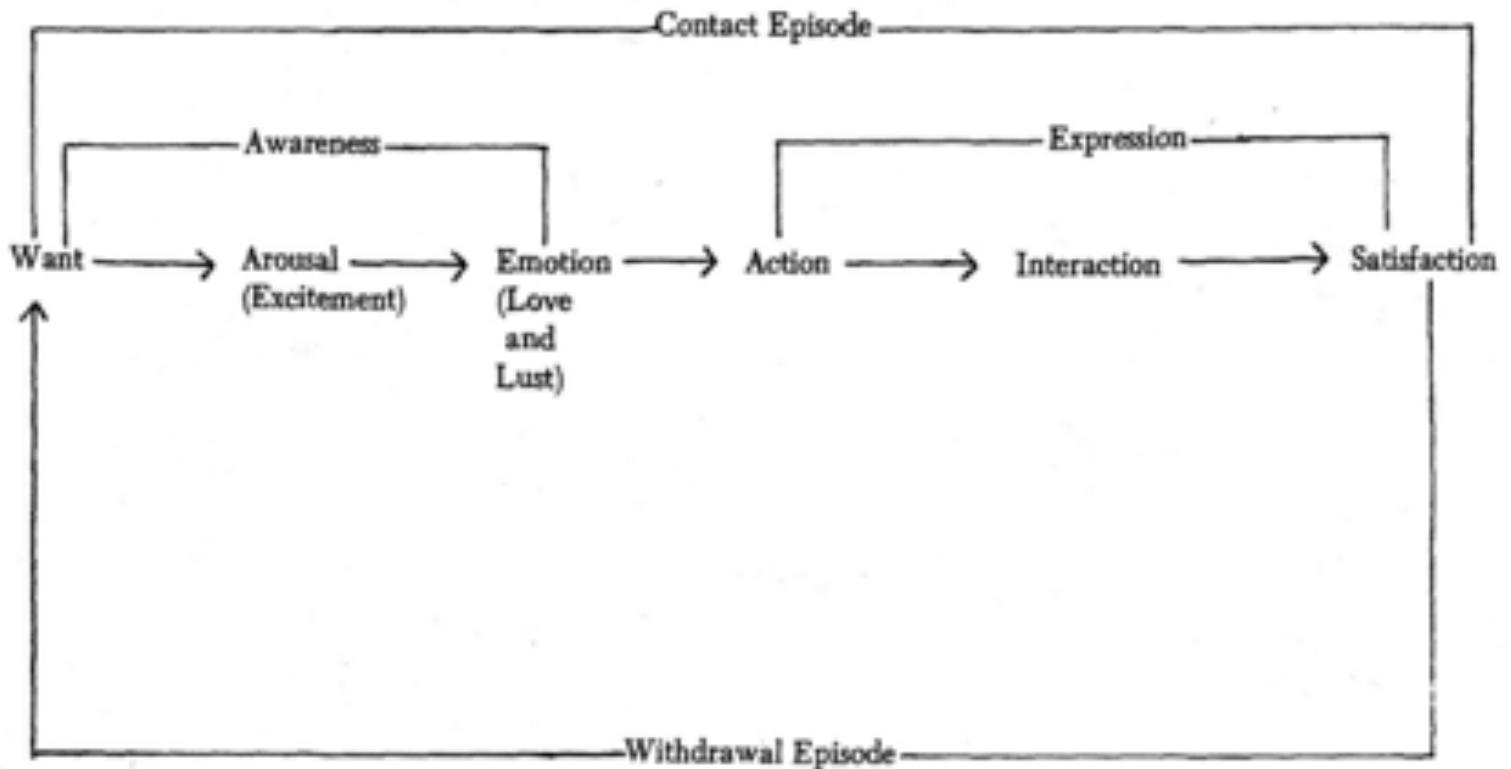 Contact Episode
Awareness
Expression
Want
Arousal
(Excitement)
Emotion
(Love
and
Lust)
Action
Interaction
Satisfaction
Withdrawal Episode